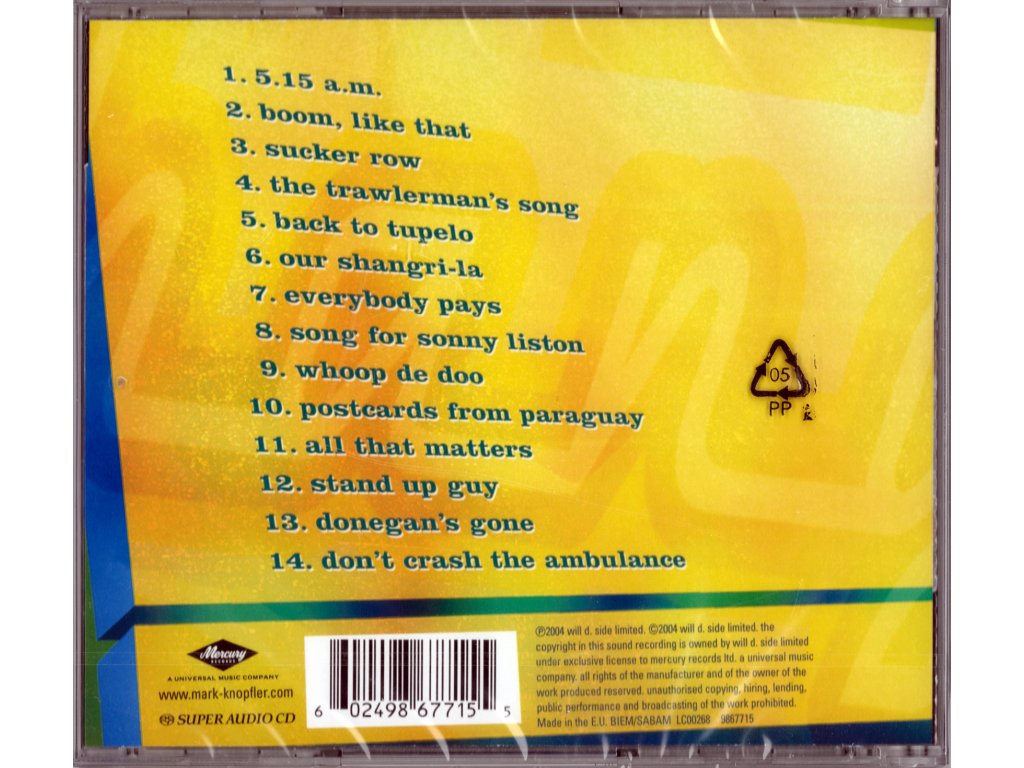 1. 5.15 a.m.
2. boom, like that
3. sucker row
4. the trawlerman's song
5. back to tupelo
6. our shangri-la
7. everybody pays
8. song for sonny liston
9. whoop de doo
10. postcards from paraguay
11. all that matters
12. stand up guy
13. donegan's gone
14. don't crash the ambulance
05
PP
Mercury
RECORDS
A UNIVERSAL MUSIC COMPANY
www.mark-knopfler.com
SUPER AUDIO CD
6 02498 67715 5
℗2004 will d. side limited. ©2004 will d. side limited. the
copyright in this sound recording is owned by will d. side limited
under exclusive license to mercury records ltd. a universal music
company. all rights of the manufacturer and of the owner of the
work produced reserved. unauthorised copying, hiring, lending,
public performance and broadcasting of the work prohibited.
Made in the E.U. BIEM/SABAM LC00268 9867715